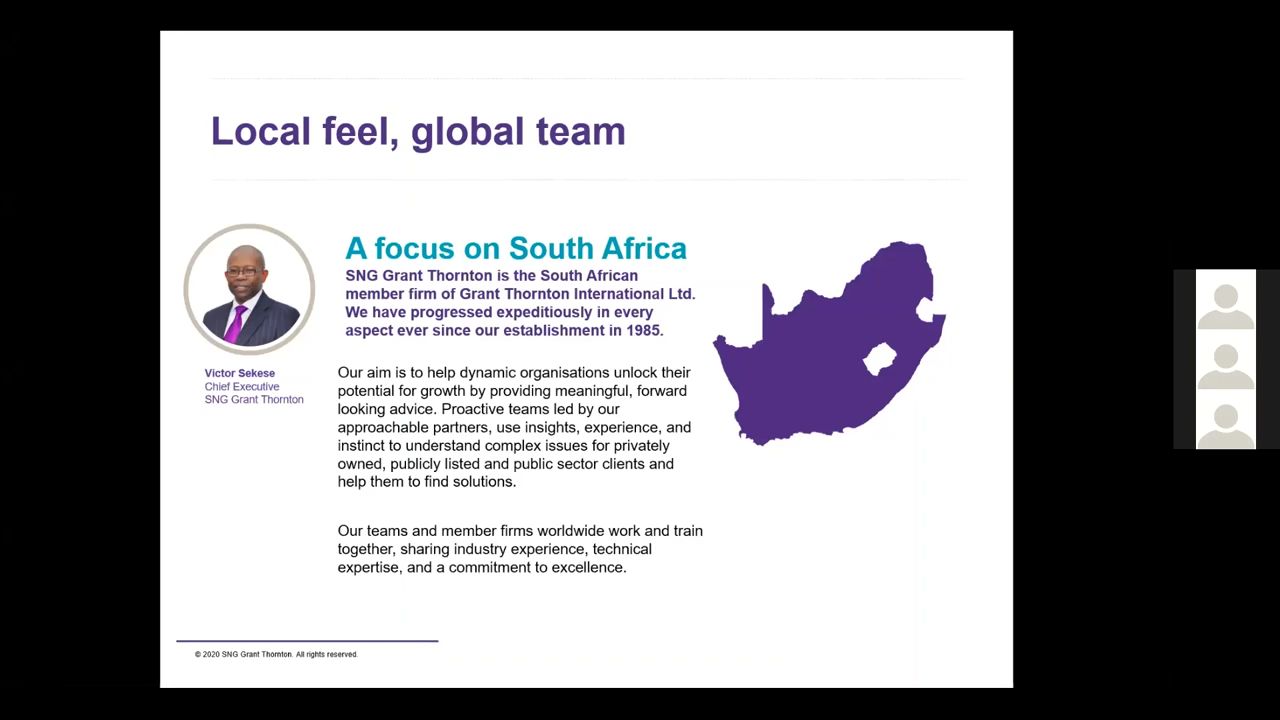 Local feel, global team
A focus on South Africa
SNG Grant Thornton is the South African
member firm of Grant Thornton International Ltd.
We have progressed expeditiously in every
aspect ever since our establishment in 1985.
Victor Sekese
Chief Executive
SNG Grant Thornton
Our aim is to help dynamic organisations unlock their
potential for growth by providing meaningful, forward
looking advice. Proactive teams led by our
approachable partners, use insights, experience, and
instinct to understand complex issues for privately
owned, publicly listed and public sector clients and
help them to find solutions.
Our teams and member firms worldwide work and train
together, sharing industry experience, technical
expertise, and a commitment to excellence.
© 2020 SNG Grant Thornton. All rights reserved.